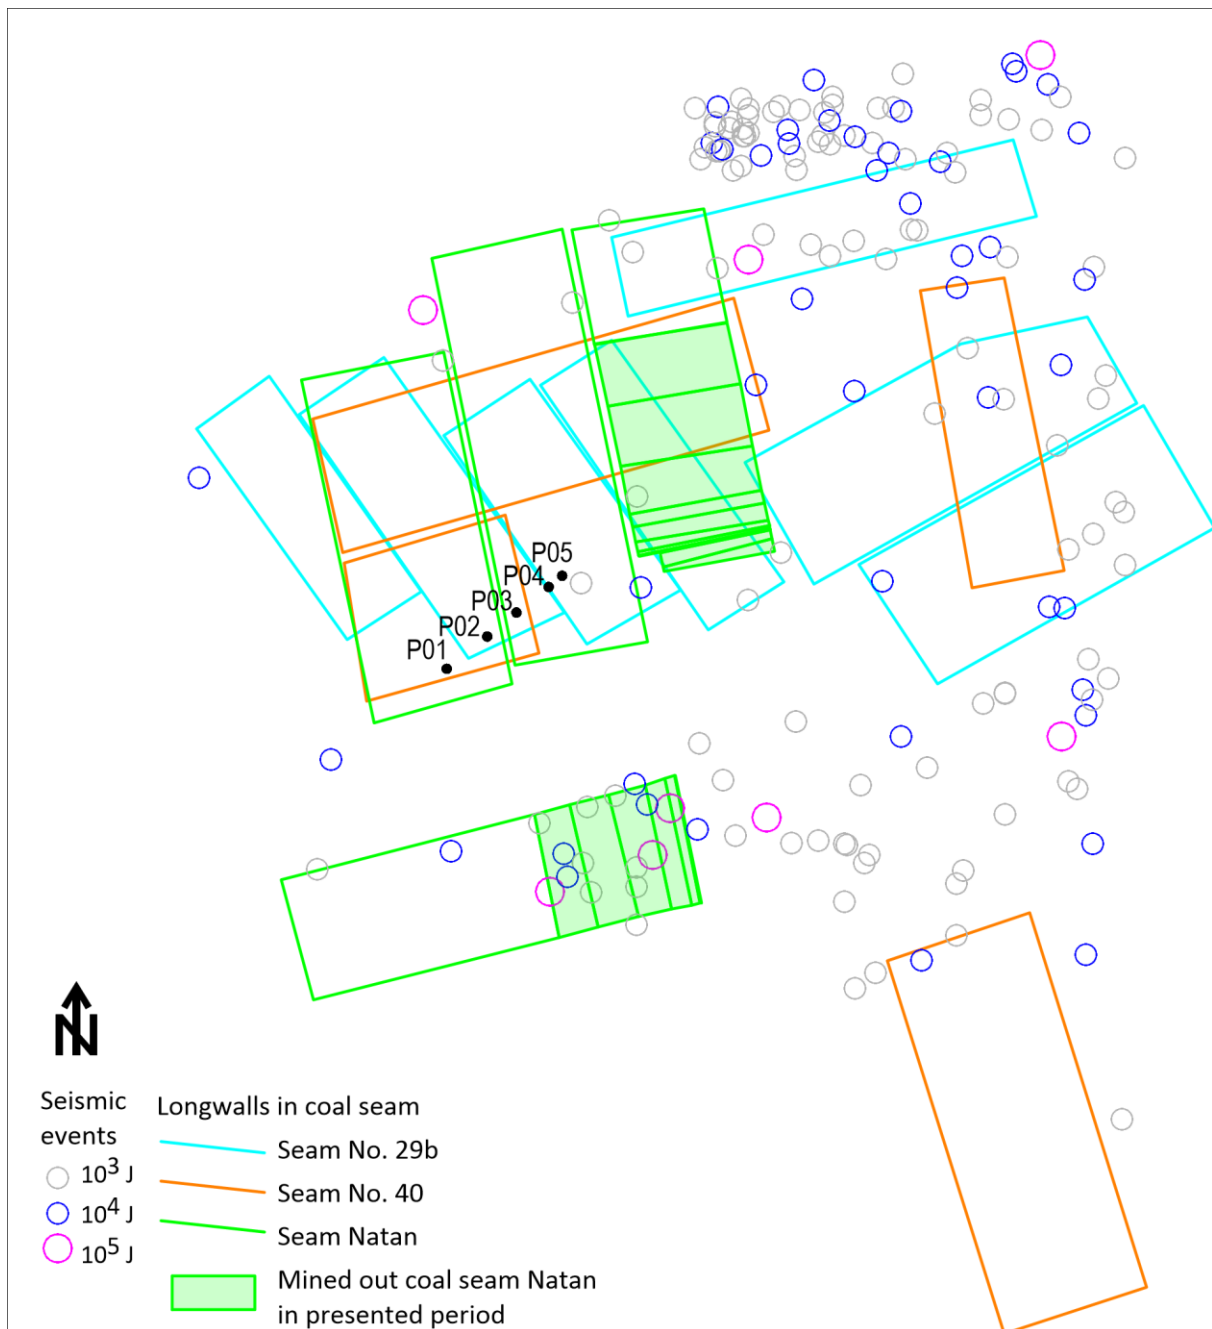 P05
P04
P03
P02
P01
N
Seismic
events
10³ J
10⁴ J
10⁵ J
Longwalls in coal seam
Seam No. 29b
Seam No. 40
Seam Natan
Mined out coal seam Natan
in presented period